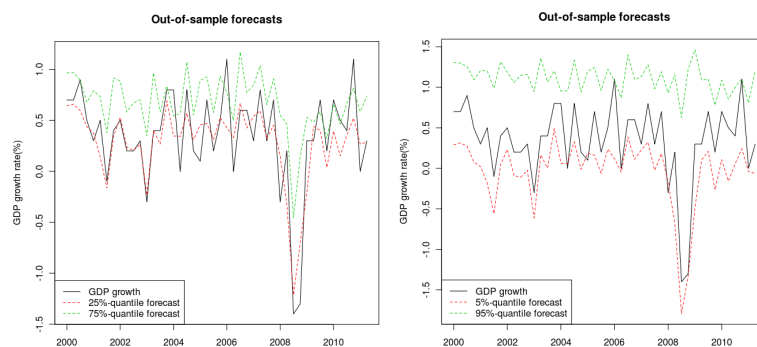 Out-of-sample forecasts
GDP growth rate(%)
1.0
0.5
0.0
-0.5
-1.0
-1.5
GDP growth
25%-quantile forecast
75%-quantile forecast
2000 2002 2004 2006 2008 2010
Out-of-sample forecasts
GDP growth rate(%)
1.5
1.0
0.5
0.0
-0.5
-1.0
-1.5
GDP growth
5%-quantile forecast
95%-quantile forecast
2000 2002 2004 2006 2008 2010